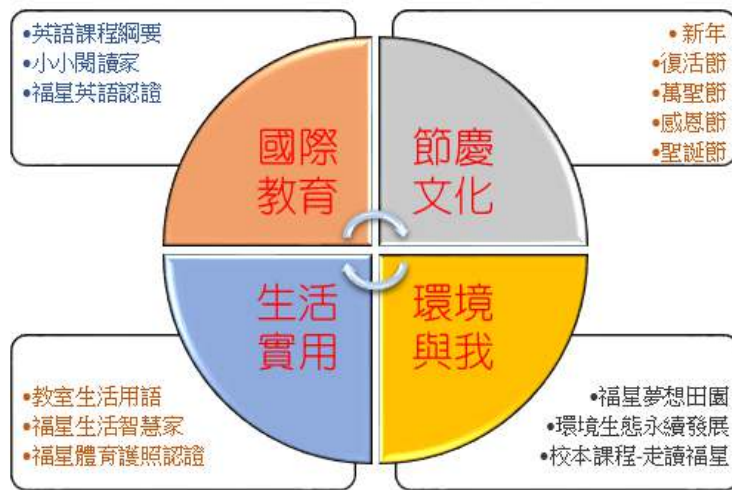 •英語課程綱要
•小小閱讀家
•福星英語認證
•新年
•復活節
•萬聖節
•感恩節
•聖誕節
國際
教育
節慶
文化
生活
實用
環境
與我
•教室生活用語
•福星生活智慧家
•福星體育護照認證
•福星夢想田園
•環境生態永續發展
•校本課程-走讀福星